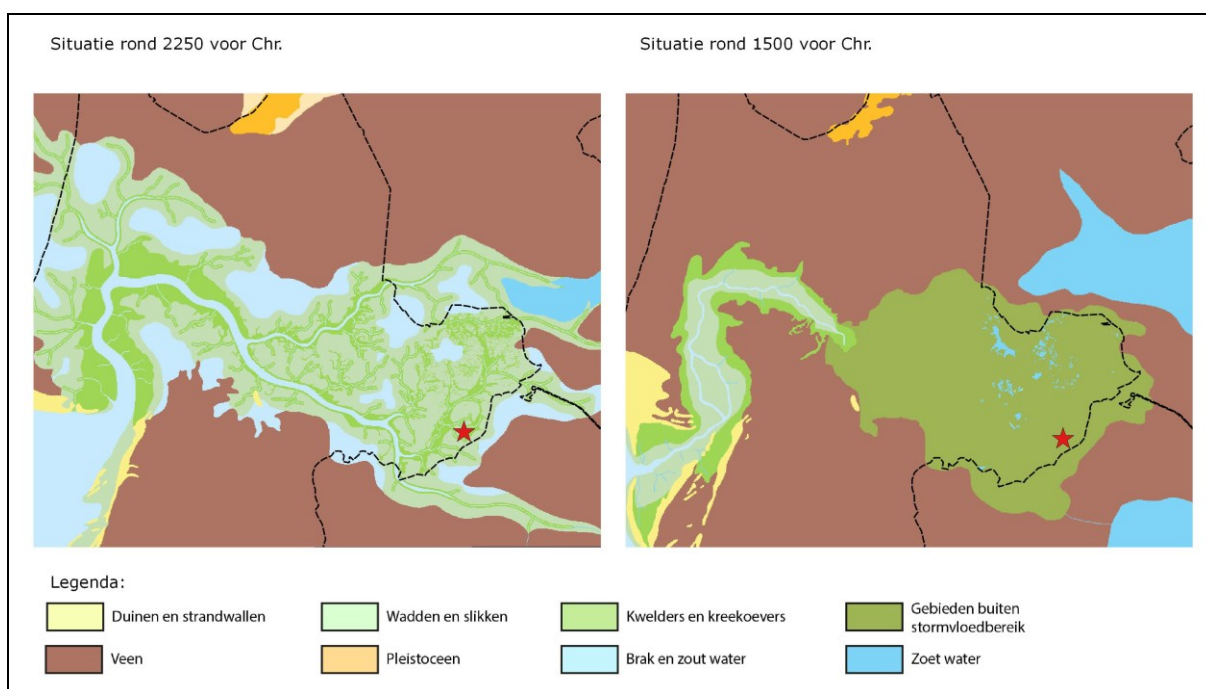 Situatie rond 2250 voor Chr.
Situatie rond 1500 voor Chr.
Legenda:
Duinen en strandwallen
Wadden en slikken
Kwelders en kreekoevers
Gebieden buiten
stormvloedbereik
Veen
Pleistoceen
Brak en zout water
Zoet water